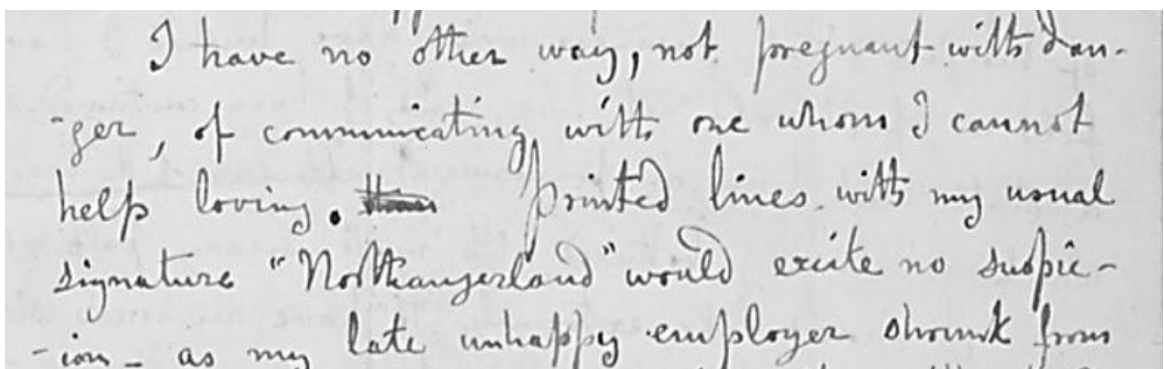 I have no other way, not pregnant with dan-
-ger, of communicating with one whom I cannot
help loving. Printed lines with my usual
signature "Northangerland" would excite no suspic-
-ion - as my late unhappy employer shrunk from